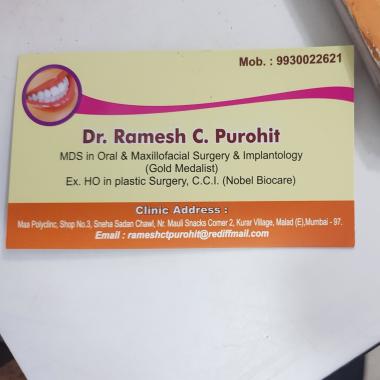 Mob. : 9930022621
Dr. Ramesh C. Purohit
MDS in Oral & Maxillofacial Surgery & Implantology
(Gold Medalist)
Ex. HO in plastic Surgery, C.C.I. (Nobel Biocare)
Clinic Address :
Maa Polyclinc, Shop No.3, Sneha Sadan Chawl, Nr. Mauli Snacks Corner 2, Kurar Village, Malad (E),Mumbai - 97.
Email : rameshctpurohit@rediffmail.com